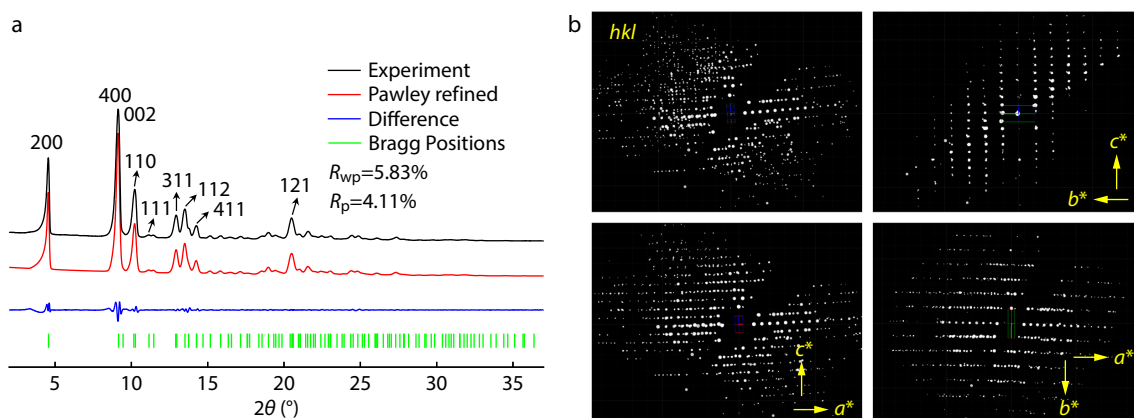 a
Experiment
Pawley refined
Difference
Bragg Positions
Rwp=5.83%
Rp=4.11%
200
400
002
110
111
311
112
411
121
5
10
15
20
25
30
35
2θ (°)
b
hkl
c*
b*
c*
a*
a*
b*